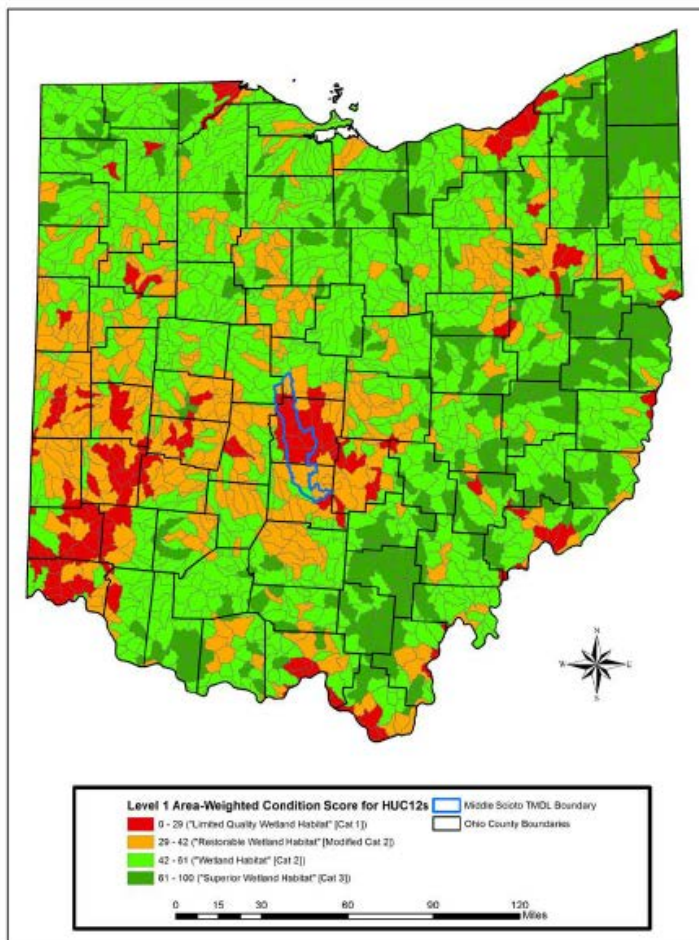 N
W E
S
Level 1 Area-Weighted Condition Score for HUC12s
0 - 29 ("Limited Quality Wetland Habitat" [Cat 1])
29 - 42 ("Restorable Wetland Habitat" [Modified Cat 2])
42 - 61 ("Wetland Habitat" [Cat 2])
61 - 100 ("Superior Wetland Habitat" [Cat 3])
Middle Scioto TMDL Boundary
Ohio County Boundaries
0 15 30 60 90 120
Miles